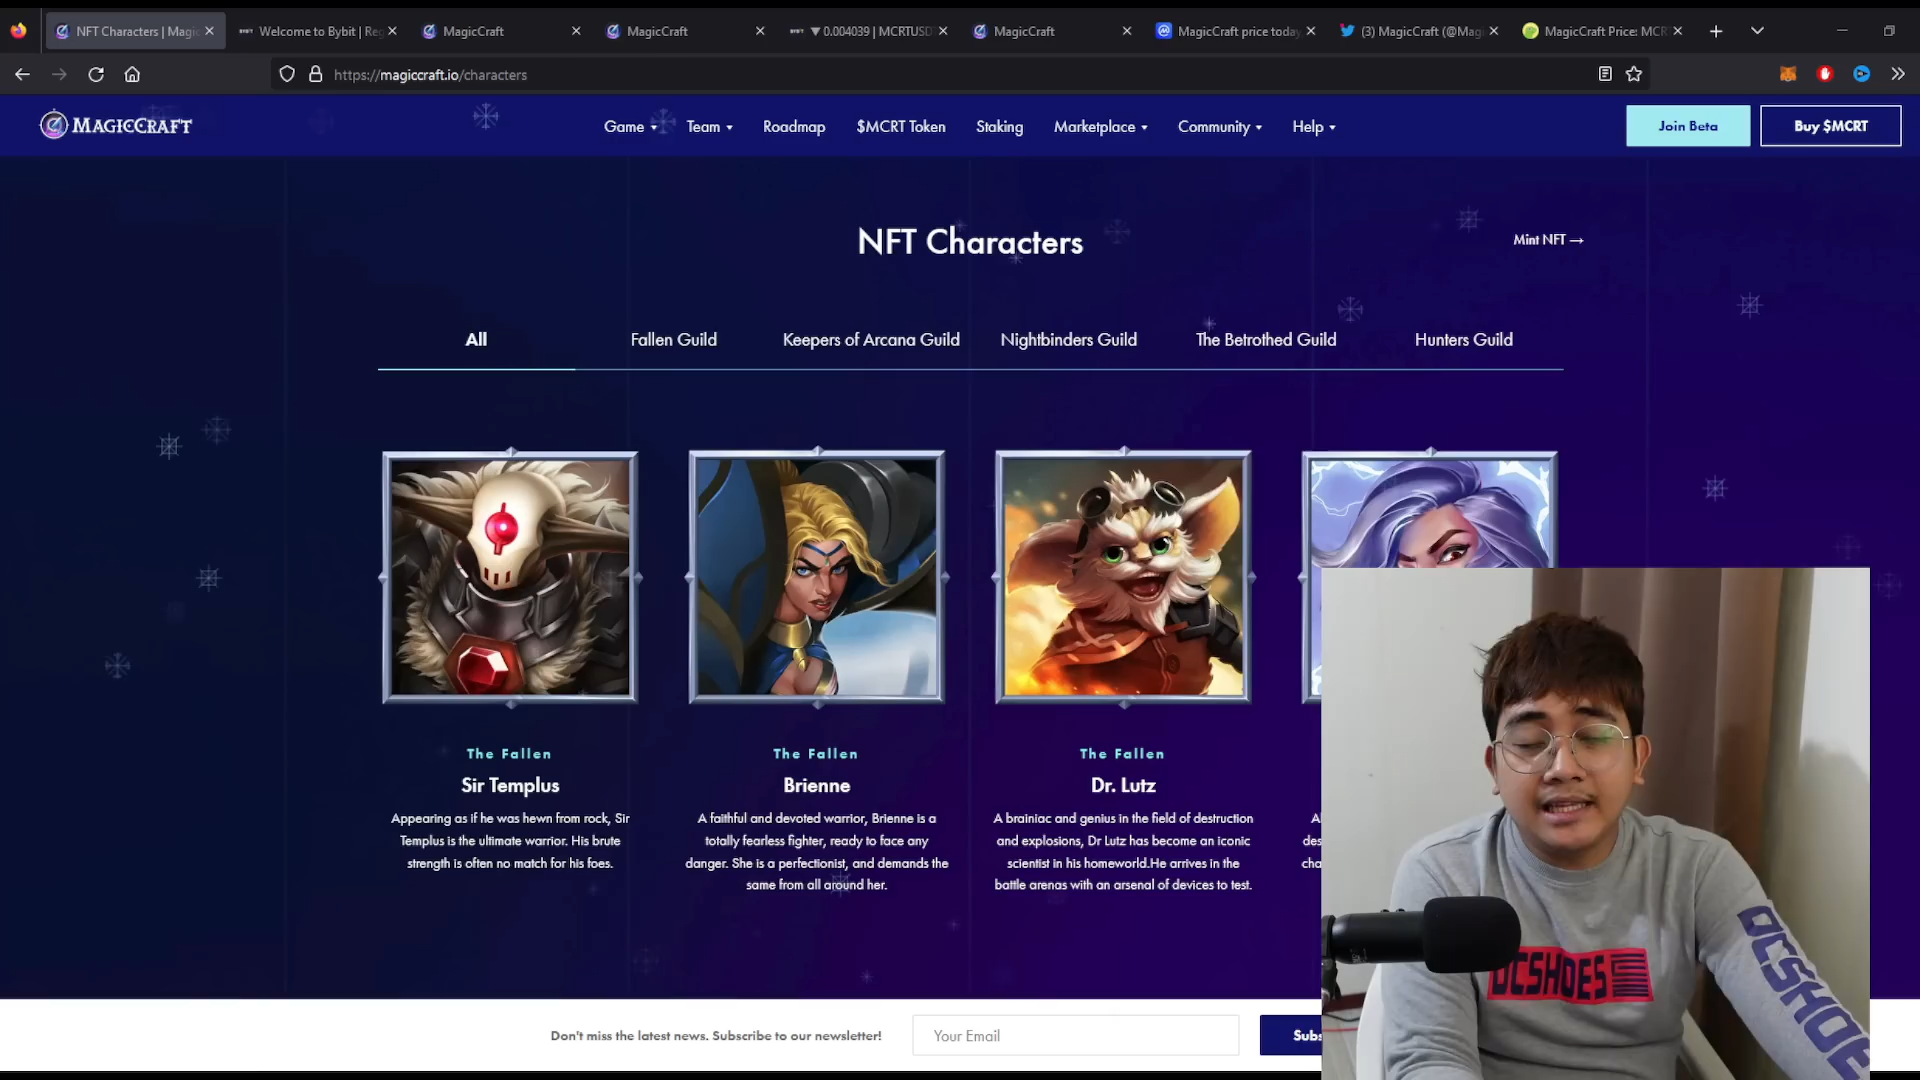 NFT Characters | Magi
Welcome to Bybit | Reg
MagicCraft
MagicCraft
▼ 0.004039 | MCRTUSD
MagicCraft
MagicCraft price today
(3) MagicCraft (@Mag
MagicCraft Price: MCR
https://magiccraft.io/characters
MAGICCRAFT
Game
Team
Roadmap
$MCRT Token
Staking
Marketplace
Community
Help
Join Beta
Buy $MCRT
NFT Characters
Mint NFT →
All
Fallen Guild
Keepers of Arcana Guild
Nightbinders Guild
The Betrothed Guild
Hunters Guild
The Fallen
Sir Templus
Appearing as if he was hewn from rock, Sir
Templus is the ultimate warrior. His brute
strength is often no match for his foes.
The Fallen
Brienne
A faithful and devoted warrior, Brienne is a
totally fearless fighter, ready to face any
danger. She is a perfectionist, and demands the
same from all around her.
The Fallen
Dr. Lutz
A brainiac and genius in the field of destruction
and explosions, Dr Lutz has become an iconic
scientist in his homeworld.He arrives in the
battle arenas with an arsenal of devices to test.
des
cha
DCSHOES
DCSHOE
Don't miss the latest news. Subscribe to our newsletter!
Your Email
Subs